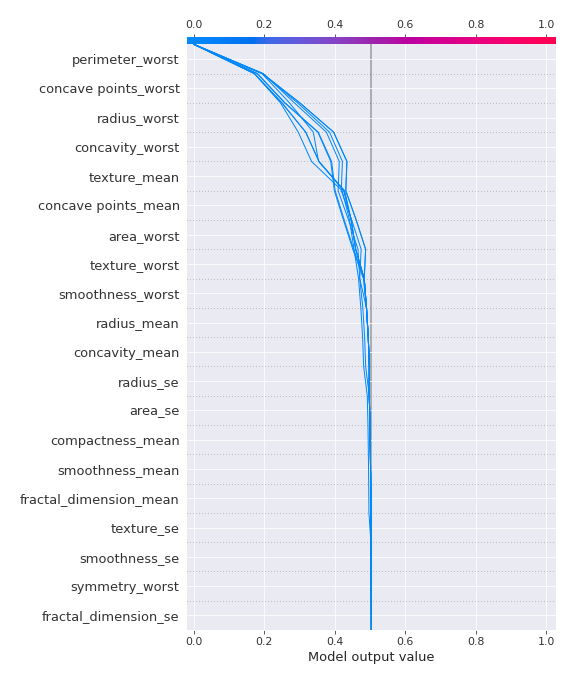 0.0 0.2 0.4 0.6 0.8 1.0
perimeter_worst
concave points_worst
radius_worst
concavity_worst
texture_mean
concave points_mean
area_worst
texture_worst
smoothness_worst
radius_mean
concavity_mean
radius_se
area_se
compactness_mean
smoothness_mean
fractal_dimension_mean
texture_se
smoothness_se
symmetry_worst
fractal_dimension_se
0.0 0.2 0.4 0.6 0.8 1.0
Model output value